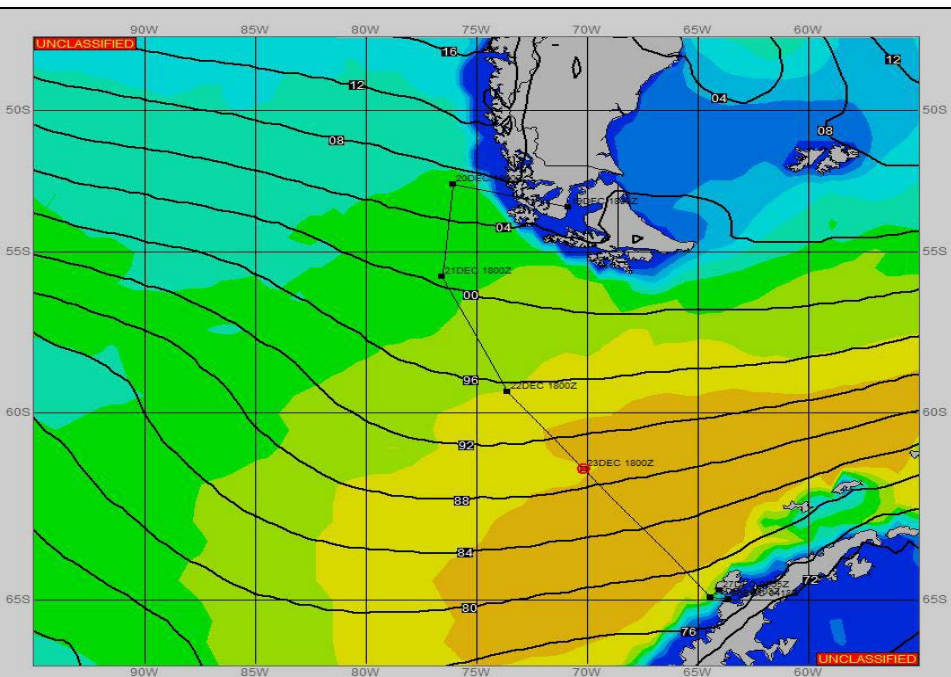 90W 85W 80W 75W 70W 65W 60W
UNCLASSIFIED
16
12
12
04
50S 50S
08
08
20DEC
1800Z
04
55S 55S
21DEC 1800Z
00
96
22DEC 1800Z
60S 60S
92
23DEC 1800Z
88
84
72
65S 65S
80
76
UNCLASSIFIED
90W 85W 80W 75W 70W 65W 60W